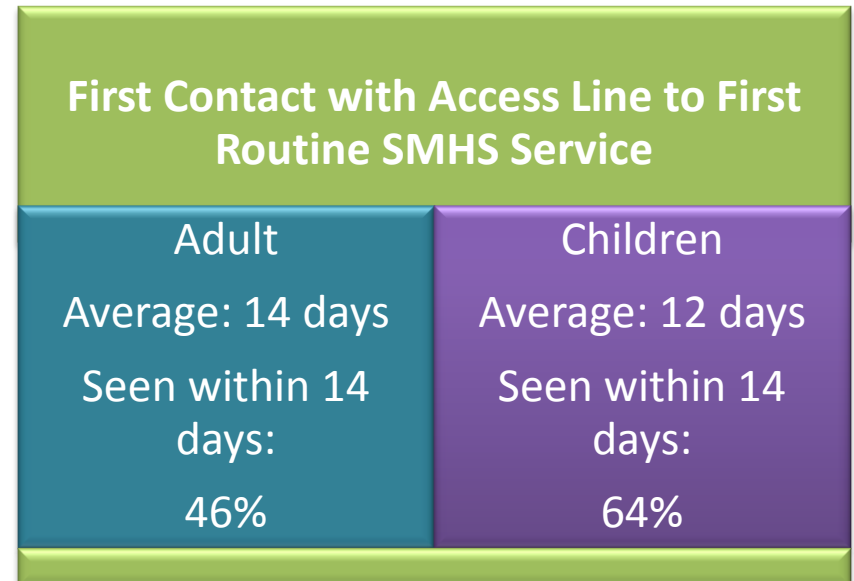 First Contact with Access Line to First
Routine SMHS Service
Adult
Average: 14 days
Seen within 14
days:
46%
Children
Average: 12 days
Seen within 14
days:
64%